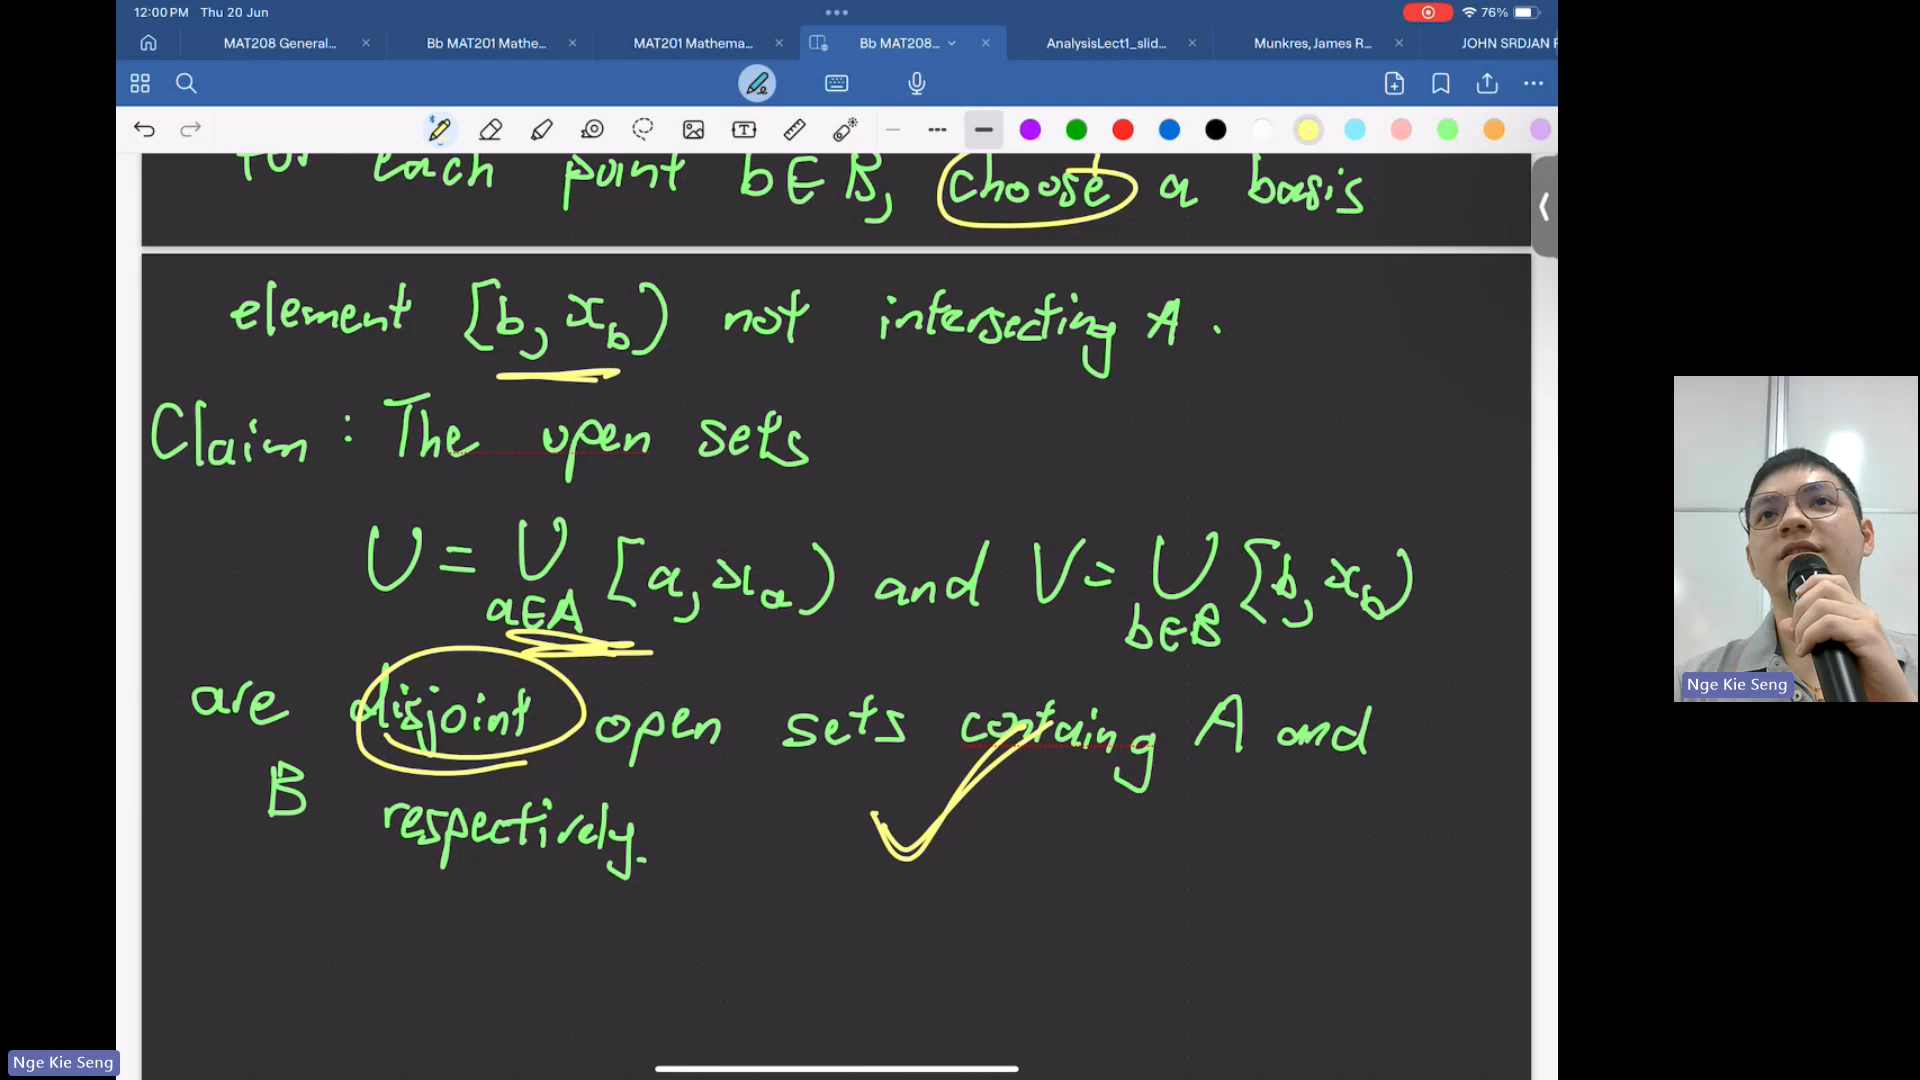 12:00 PM Thu 20 Jun
76%
MAT208 General...
Bb MAT201 Mathe...
MAT201 Mathema...
Bb MAT208...
AnalysisLect1_slid...
Munkres, James R...
JOHN SRDJAN P
for each point b∈B, choose a basis
element [b, x_b) not intersecting A.
Claim: The open sets
U = ⋃_{a∈A} [a, x_a) and V = ⋃_{b∈B} [b, x_b)
are disjoint open sets containg A and
B respectively.
Nge Kie Seng
Nge Kie Seng